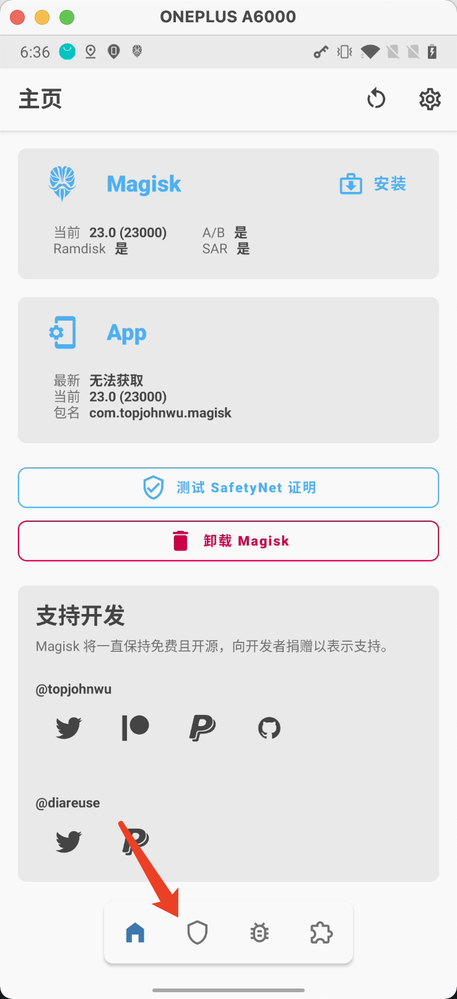 ONEPLUS A6000
6:36
主页
Magisk
安装
当前 23.0 (23000) A/B 是
Ramdisk 是 SAR 是
App
最新 无法获取
当前 23.0 (23000)
包名 com.topjohnwu.magisk
测试 SafetyNet 证明
卸载 Magisk
支持开发
Magisk 将一直保持免费且开源，向开发者捐赠以表示支持。
@topjohnwu
@diareuse